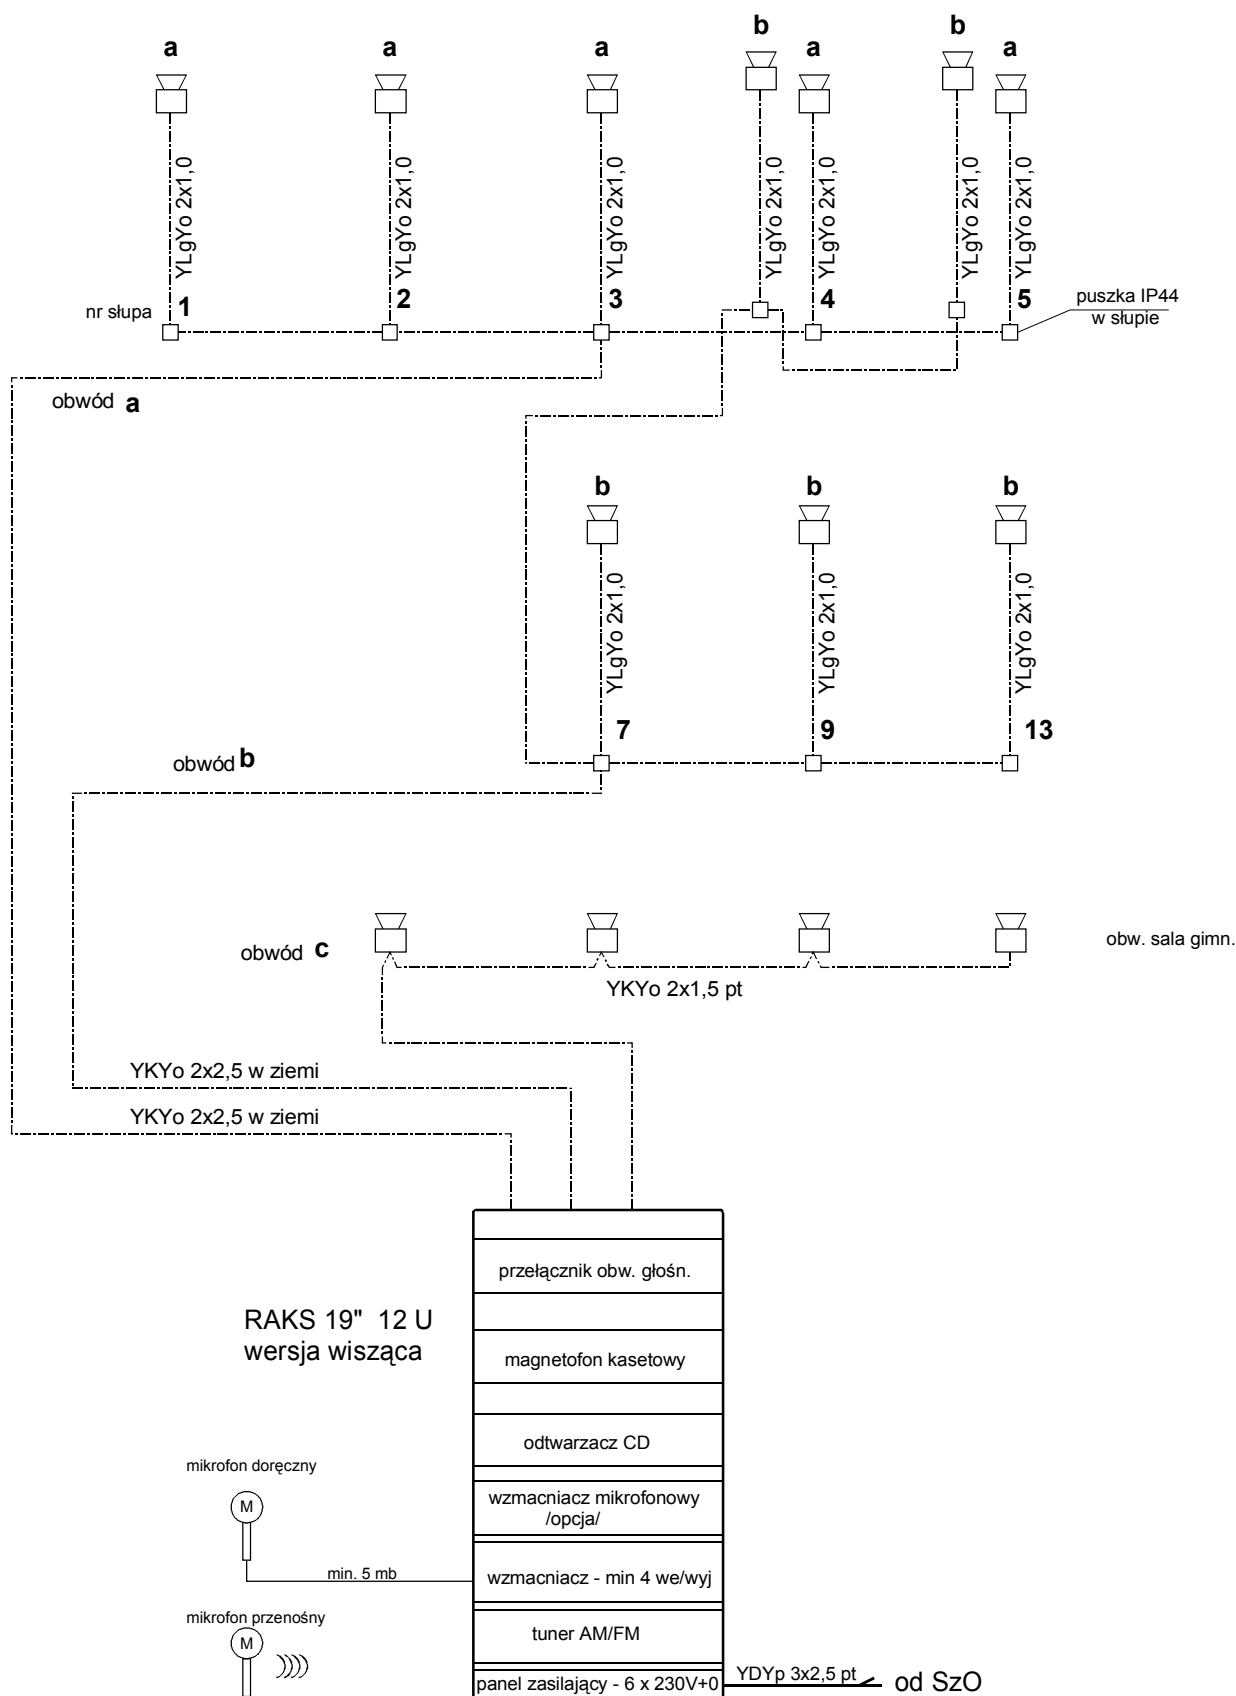 a a a b a b a
YLgYo 2x1,0 YLgYo 2x1,0 YLgYo 2x1,0 YLgYo 2x1,0 YLgYo 2x1,0 YLgYo 2x1,0 YLgYo 2x1,0
nr słupa 1 2 3 4 5 puszka IP44
w słupie
obwód a
b b b
YLgYo 2x1,0 YLgYo 2x1,0 YLgYo 2x1,0
7 9 13
obwód b
obwód c obw. sala gimn.
YKYo 2x1,5 pt
YKYo 2x2,5 w ziemi
YKYo 2x2,5 w ziemi
przełącznik obw. głośn.
RAKS 19" 12 U
wersja wisząca
magnetofon kasetowy
odtwarzacz CD
mikrofon doręczny
M
wzmacniacz mikrofonowy
/opcja/
min. 5 mb
wzmacniacz - min 4 we/wyj
mikrofon przenośny
M
tuner AM/FM
panel zasilający - 6 x 230V+0 YDYp 3x2,5 pt od SzO